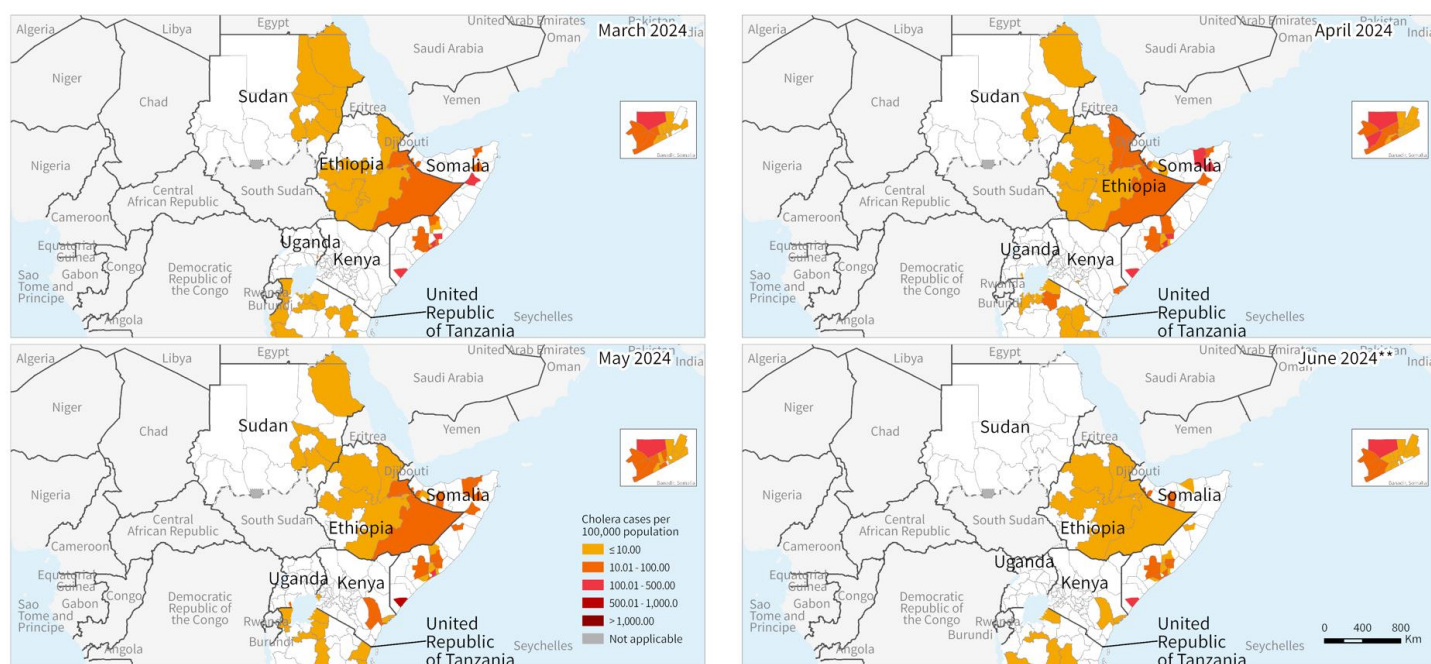 Algeria
Libya
Egypt
United Arab Emirates
March 2024
Oman
Saudi Arabia
Niger
Chad
Sudan
Yemen
Eritrea
Djibouti
Nigeria
Ethiopia
Somalia
Central
African Republic
South Sudan
Cameroon
Uganda
Kenya
Equatorial
Guinea
Sao
Tome and
Principe
Gabon
Congo
Democratic
Republic of
the Congo
Rwanda
Burundi
United
Republic
of Tanzania
Angola
Seychelles
Algeria
Libya
Egypt
United Arab Emirates
Pakistan
India
April 2024
Oman
Saudi Arabia
Niger
Chad
Sudan
Yemen
Eritrea
Djibouti
Nigeria
Somalia
Ethiopia
Central
African Republic
South Sudan
Cameroon
Uganda
Kenya
Equatorial
Guinea
Sao
Tome and
Principe
Gabon
Congo
Democratic
Republic of
the Congo
Rwanda
Burundi
United
Republic
of Tanzania
Angola
Seychelles
Algeria
Libya
Egypt
United Arab Emirates
Pakistan
India
May 2024
Oman
Saudi Arabia
Niger
Chad
Sudan
Yemen
Eritrea
Djibouti
Nigeria
Somalia
Ethiopia
Central
African Republic
South Sudan
Cameroon
Uganda
Kenya
Equatorial
Guinea
Sao
Tome and
Principe
Gabon
Congo
Democratic
Republic of
the Congo
Rwanda
Burundi
United
Republic
of Tanzania
Angola
Seychelles
Cholera cases per
100,000 population
≤ 10.00
10.01 - 100.00
100.01 - 500.00
500.01 - 1,000.0
> 1,000.00
Not applicable
Algeria
Libya
Egypt
United Arab Emirates
Pakistan
India
June 2024**
Oman
Saudi Arabia
Niger
Chad
Sudan
Yemen
Eritrea
Djibouti
Nigeria
Somalia
Ethiopia
Central
African Republic
South Sudan
Cameroon
Uganda
Kenya
Equatorial
Guinea
Sao
Tome and
Principe
Gabon
Congo
Democratic
Republic of
the Congo
Rwanda
Burundi
United
Republic
of Tanzania
Angola
Seychelles
0 400 800
Km